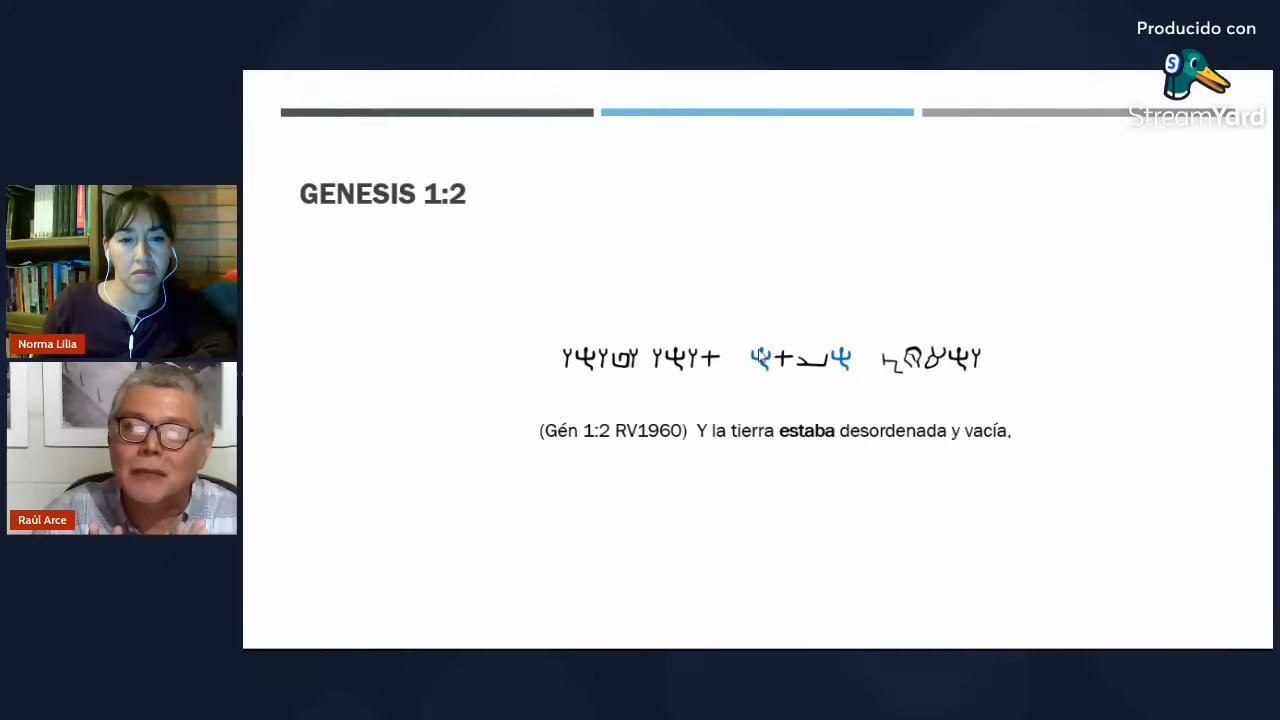 Producido con
StreamYard
GENESIS 1:2
(Gén 1:2 RV1960) Y la tierra estaba desordenada y vacía,
Norma Lilia
Raúl Arce